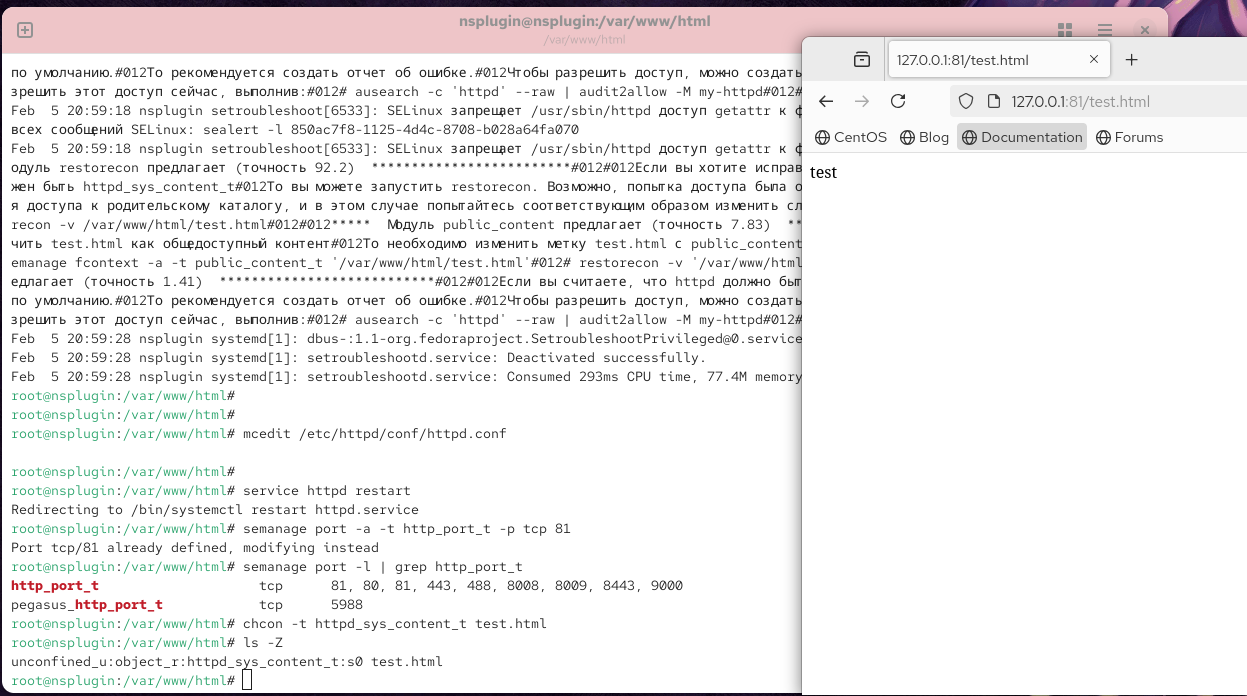 nsplugin@nsplugin:/var/www/html
/var/www/html
по умолчанию.#012То рекомендуется создать отчет об ошибке.#012Чтобы разрешить доступ, можно создать
зрешить этот доступ сейчас, выполнив:#012# ausearch -c 'httpd' --raw | audit2allow -M my-httpd#012#
Feb  5 20:59:18 nsplugin setroubleshoot[6533]: SELinux запрещает /usr/sbin/httpd доступ getattr к ф
всех сообщений SELinux: sealert -l 850ac7f8-1125-4d4c-8708-b028a64fa070
Feb  5 20:59:18 nsplugin setroubleshoot[6533]: SELinux запрещает /usr/sbin/httpd доступ getattr к ф
одуль restorecon предлагает (точность 92.2)  *************************#012#012Если вы хотите исправ
жен быть httpd_sys_content_t#012То вы можете запустить restorecon. Возможно, попытка доступа была о
я доступа к родительскому каталогу, и в этом случае попытайтесь соответствующим образом изменить сл
recon -v /var/www/html/test.html#012#012*****  Модуль public_content предлагает (точность 7.83)  **
чить test.html как общедоступный контент#012То необходимо изменить метку test.html с public_content
emanage fcontext -a -t public_content_t '/var/www/html/test.html'#012# restorecon -v '/var/www/html
едлагает (точность 1.41)  ***************************#012#012Если вы считаете, что httpd должно быт
по умолчанию.#012То рекомендуется создать отчет об ошибке.#012Чтобы разрешить доступ, можно создать
зрешить этот доступ сейчас, выполнив:#012# ausearch -c 'httpd' --raw | audit2allow -M my-httpd#012#
Feb  5 20:59:28 nsplugin systemd[1]: dbus-:1.1-org.fedoraproject.SetroubleshootPrivileged@0.service
Feb  5 20:59:28 nsplugin systemd[1]: setroubleshootd.service: Deactivated successfully.
Feb  5 20:59:28 nsplugin systemd[1]: setroubleshootd.service: Consumed 293ms CPU time, 77.4M memory
root@nsplugin:/var/www/html#
root@nsplugin:/var/www/html#
root@nsplugin:/var/www/html# mcedit /etc/httpd/conf/httpd.conf
root@nsplugin:/var/www/html#
root@nsplugin:/var/www/html# service httpd restart
Redirecting to /bin/systemctl restart httpd.service
root@nsplugin:/var/www/html# semanage port -a -t http_port_t -p tcp 81
Port tcp/81 already defined, modifying instead
root@nsplugin:/var/www/html# semanage port -l | grep http_port_t
http_port_t                    tcp      81, 80, 81, 443, 488, 8008, 8009, 8443, 9000
pegasus_http_port_t            tcp      5988
root@nsplugin:/var/www/html# chcon -t httpd_sys_content_t test.html
root@nsplugin:/var/www/html# ls -Z
unconfined_u:object_r:httpd_sys_content_t:s0 test.html
root@nsplugin:/var/www/html#
127.0.0.1:81/test.html
127.0.0.1:81/test.html
CentOS Blog Documentation Forums
test